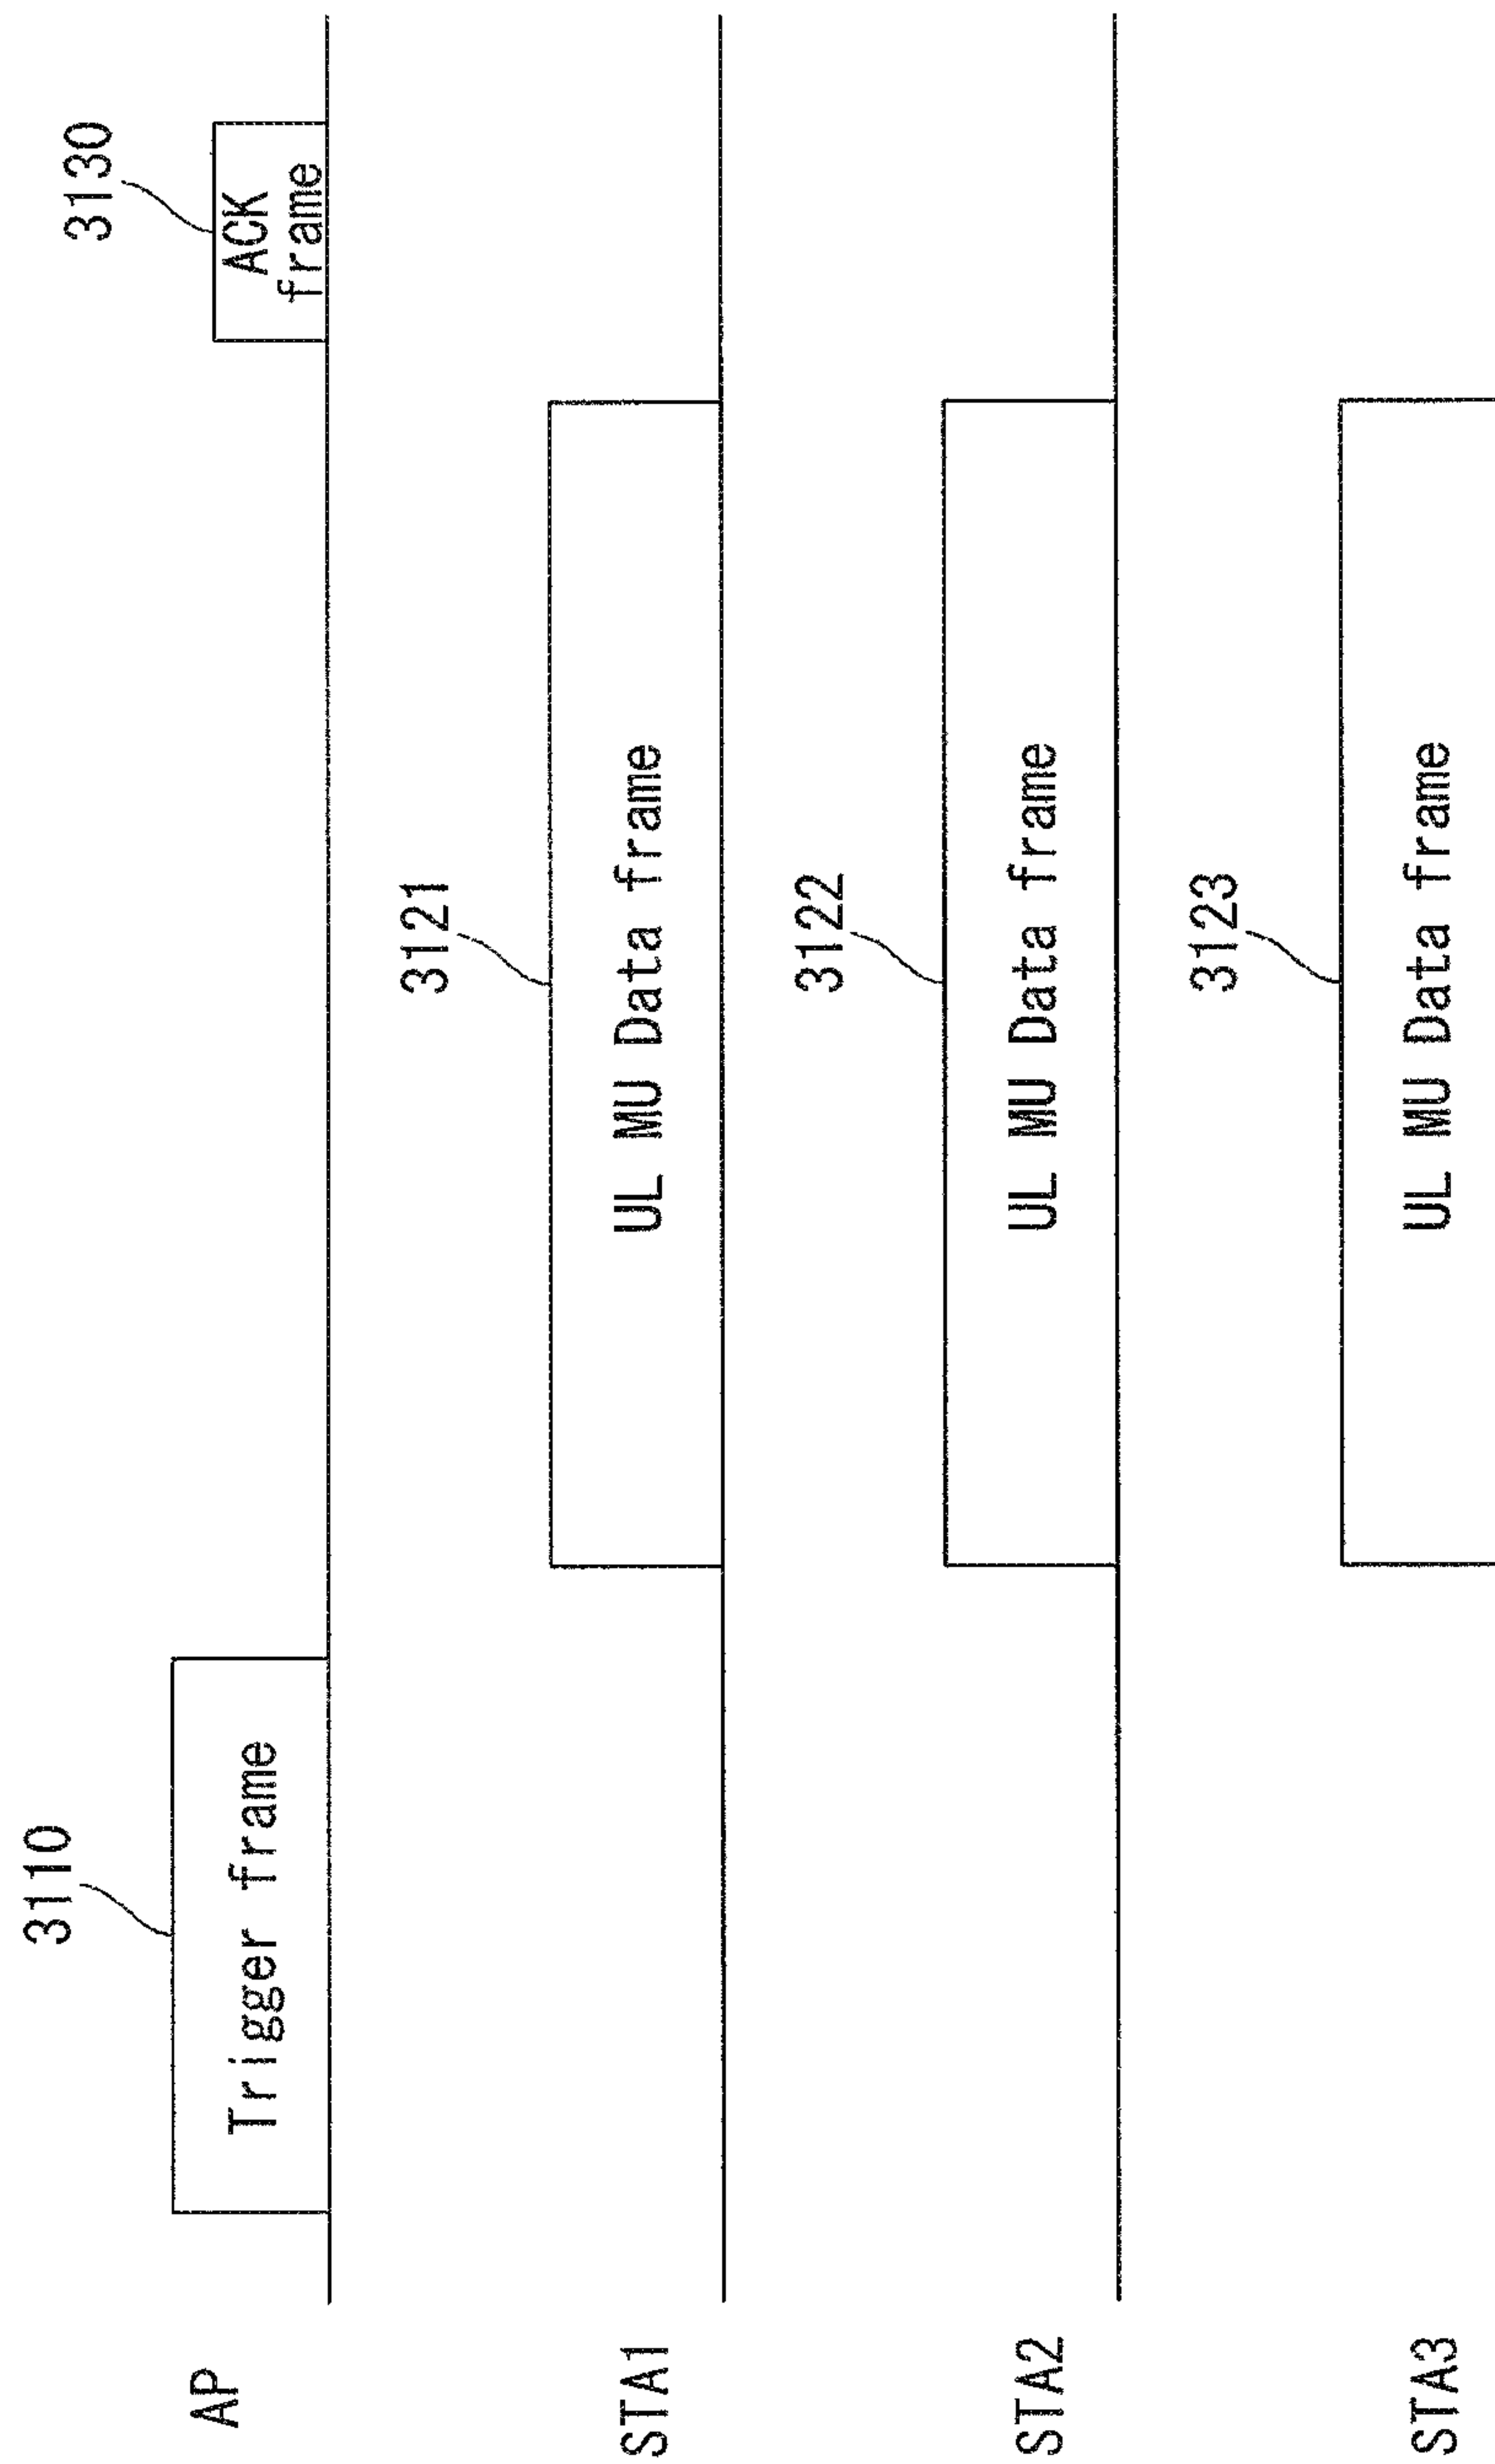 3110
3130
AP
Trigger frame
ACK
frame
3121
STA1
UL MU Data frame
3122
STA2
UL MU Data frame
3123
STA3
UL MU Data frame